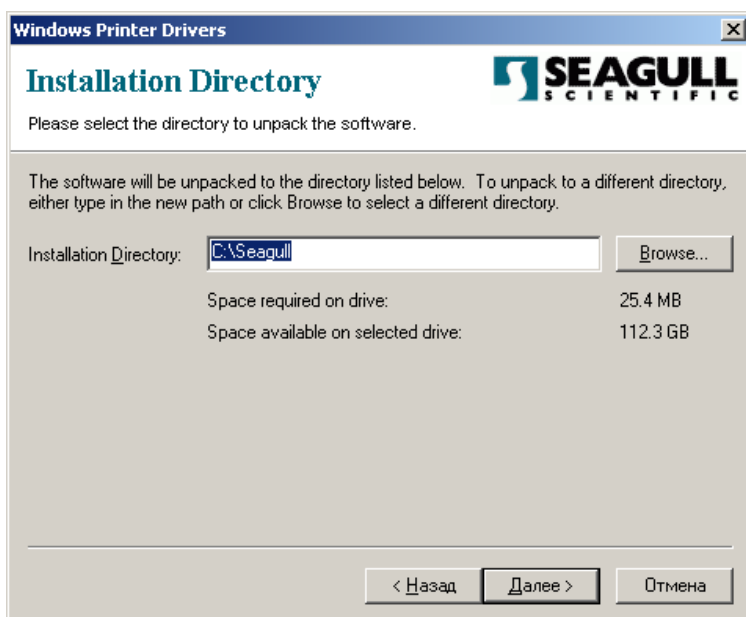 Windows Printer Drivers
Installation Directory
SEAGULL
SCIENTIFIC
Please select the directory to unpack the software.
The software will be unpacked to the directory listed below. To unpack to a different directory,
either type in the new path or click Browse to select a different directory.
Installation Directory: C:\Seagull Browse...
Space required on drive: 25.4 MB
Space available on selected drive: 112.3 GB
< Назад Далее > Отмена